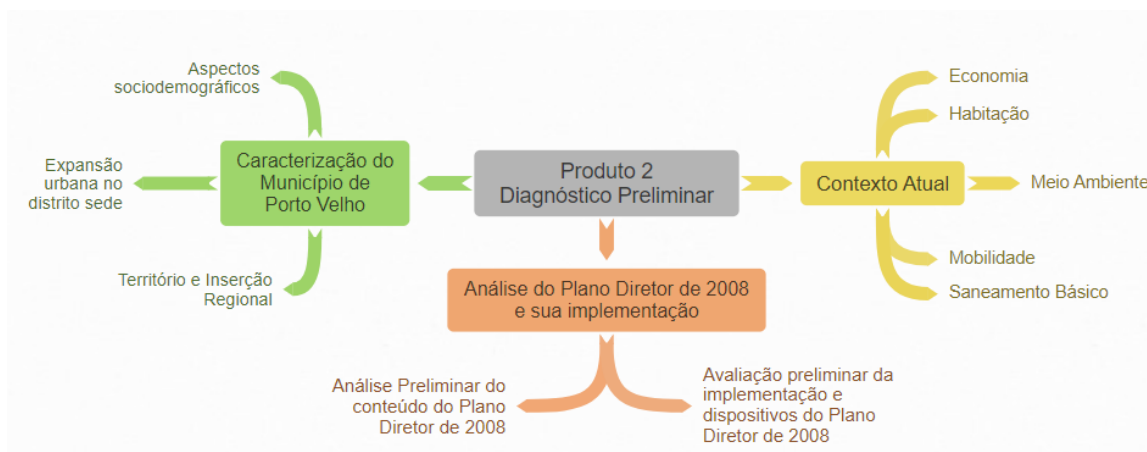 Aspectos
sociodemográficos
Expansão
urbana no
distrito sede
Território e Inserção
Regional
Caracterização do
Município de
Porto Velho
Produto 2
Diagnóstico Preliminar
Análise do Plano Diretor de 2008
e sua implementação
Análise Preliminar do
conteúdo do Plano
Diretor de 2008
Avaliação preliminar da
implementação e
dispositivos do Plano
Diretor de 2008
Contexto Atual
Economia
Habitação
Meio Ambiente
Mobilidade
Saneamento Básico